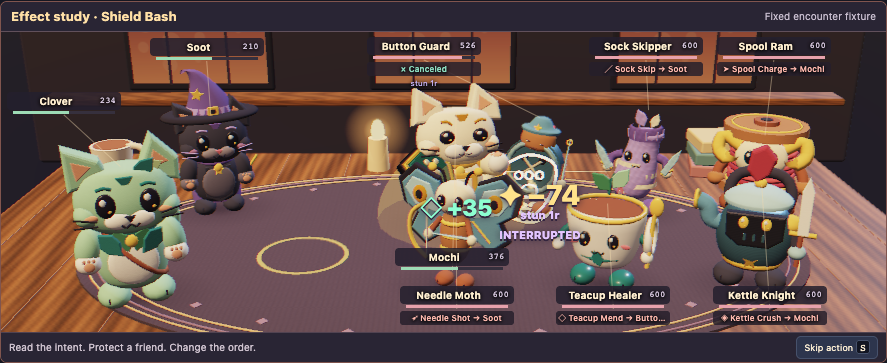 Effect study · Shield Bash
Fixed encounter fixture
Soot 210
Button Guard 526
× Canceled
stun 1r
Sock Skipper 600
⟋ Sock Skip → Soot
Spool Ram 600
➤ Spool Charge → Mochi
Clover 234
◇ +35
−74
stun 1r
INTERRUPTED
Mochi 376
Needle Moth 600
➶ Needle Shot → Soot
Teacup Healer 600
◇ Teacup Mend → Butto...
Kettle Knight 600
◈ Kettle Crush → Mochi
Read the intent. Protect a friend. Change the order.
Skip action S